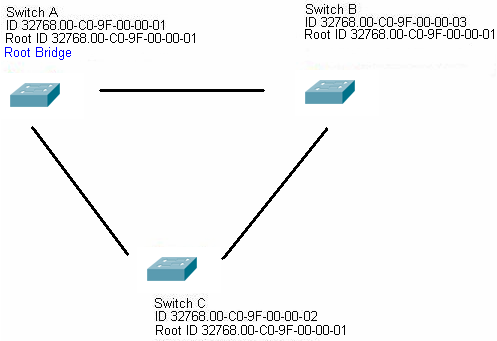 Switch A
ID 32768.00-C0-9F-00-00-01
Root ID 32768.00-C0-9F-00-00-01
Root Bridge
Switch B
ID 32768.00-C0-9F-00-00-03
Root ID 32768.00-C0-9F-00-00-01
Switch C
ID 32768.00-C0-9F-00-00-02
Root ID 32768.00-C0-9F-00-00-01